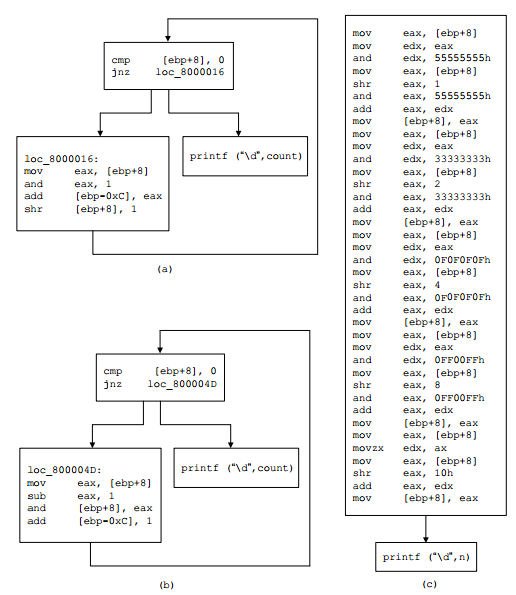 cmp [ebp+8], 0
jnz loc_8000016
loc_8000016:
mov eax, [ebp+8]
and eax, 1
add [ebp=0xC], eax
shr [ebp+8], 1
printf ("\d",count)
(a)
cmp [ebp+8], 0
jnz loc_800004D
loc_800004D:
mov eax, [ebp+8]
sub eax, 1
and [ebp+8], eax
add [ebp=0xC], 1
printf ("\d",count)
(b)
mov eax, [ebp+8]
mov edx, eax
and edx, 55555555h
mov eax, [ebp+8]
shr eax, 1
and eax, 55555555h
add eax, edx
mov [ebp+8], eax
mov eax, [ebp+8]
mov edx, eax
and edx, 33333333h
mov eax, [ebp+8]
shr eax, 2
and eax, 33333333h
add eax, edx
mov [ebp+8], eax
mov eax, [ebp+8]
mov edx, eax
and edx, 0F0F0F0Fh
mov eax, [ebp+8]
shr eax, 4
and eax, 0F0F0F0Fh
add eax, edx
mov [ebp+8], eax
mov eax, [ebp+8]
mov edx, eax
and edx, 0FF00FFh
mov eax, [ebp+8]
shr eax, 8
and eax, 0FF00FFh
add eax, edx
mov [ebp+8], eax
mov eax, [ebp+8]
movzx edx, ax
mov eax, [ebp+8]
shr eax, 10h
add eax, edx
mov [ebp+8], eax
printf ("\d",n)
(c)